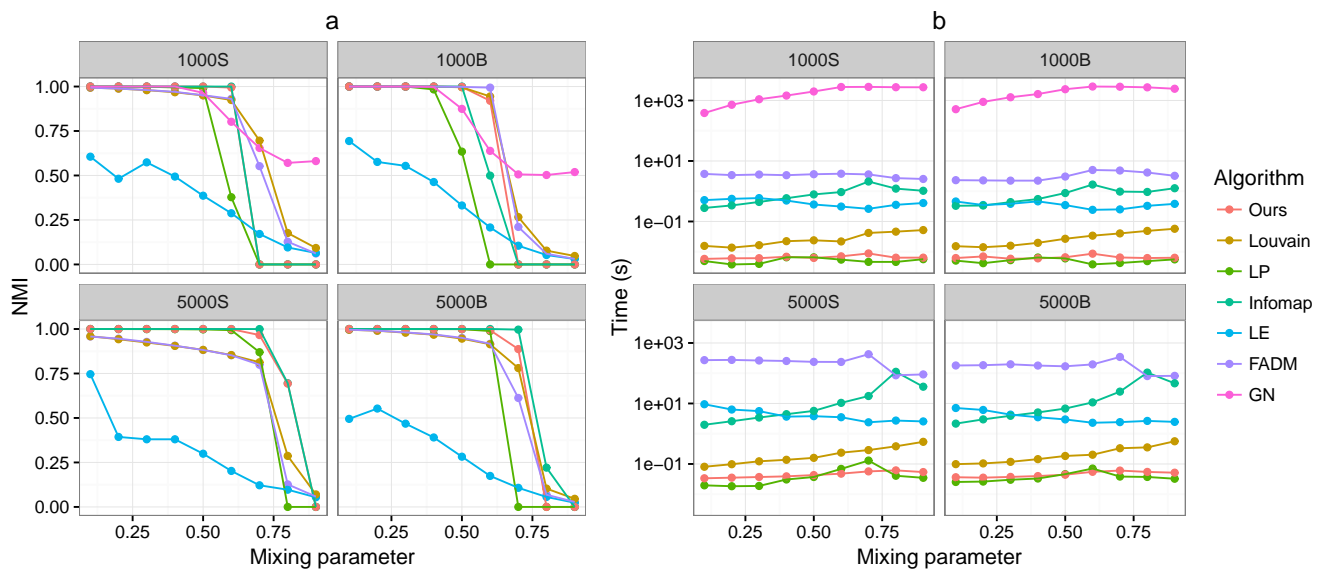 a
b
1000S
1000B
1000S
1000B
1.00
0.75
0.50
0.25
0.00
1e+03
1e+01
1e−01
5000S
5000B
5000S
5000B
1.00
0.75
0.50
0.25
0.00
1e+03
1e+01
1e−01
NMI
Time (s)
0.25
0.50
0.75
0.25
0.50
0.75
0.25
0.50
0.75
0.25
0.50
0.75
Mixing parameter
Mixing parameter
Algorithm
Ours
Louvain
LP
Infomap
LE
FADM
GN